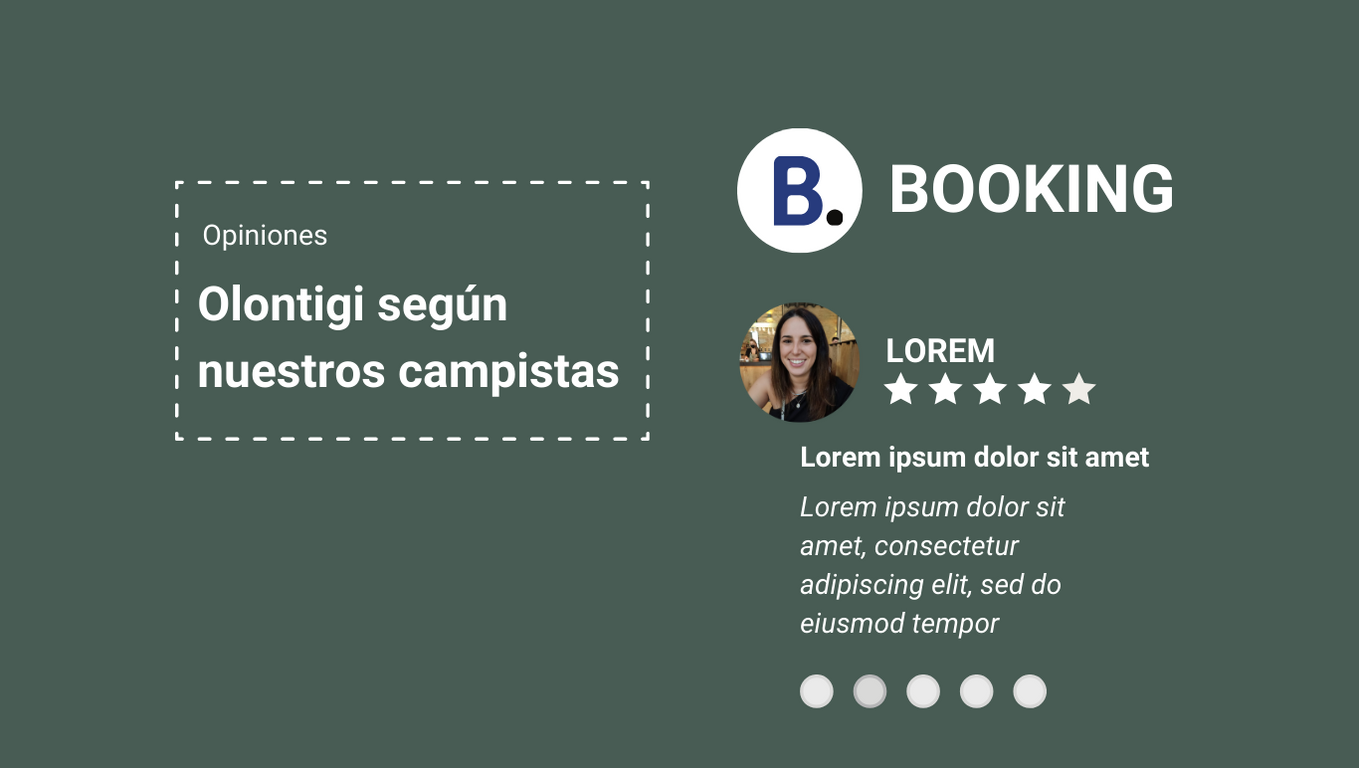 Opiniones
Olontigi según
nuestros campistas
B.
BOOKING
LOREM
Lorem ipsum dolor sit amet
Lorem ipsum dolor sit
amet, consectetur
adipiscing elit, sed do
eiusmod tempor